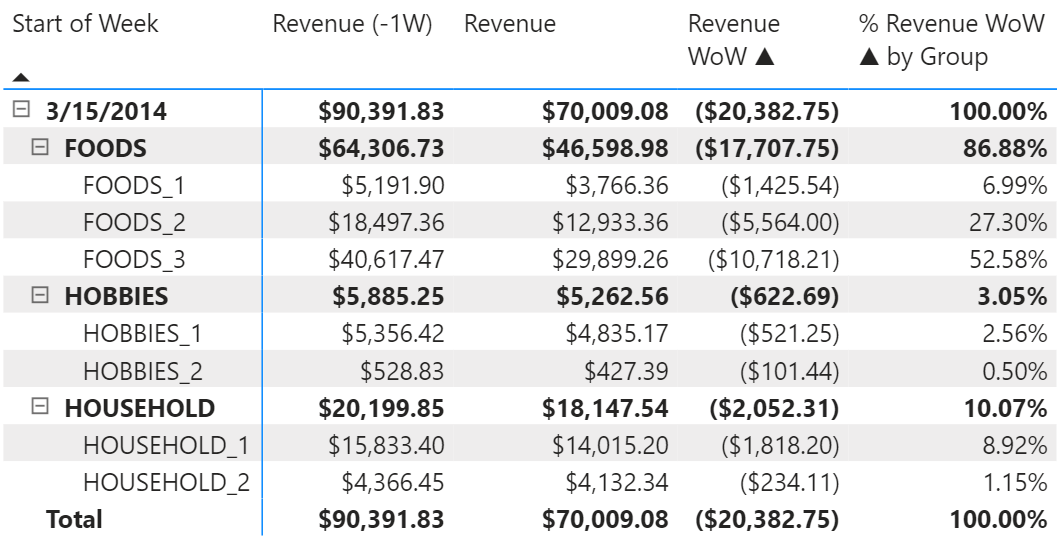 Start of Week Revenue (-1W) Revenue Revenue WoW ▲ % Revenue WoW ▲ by Group
3/15/2014 $90,391.83 $70,009.08 ($20,382.75) 100.00%
FOODS $64,306.73 $46,598.98 ($17,707.75) 86.88%
FOODS_1 $5,191.90 $3,766.36 ($1,425.54) 6.99%
FOODS_2 $18,497.36 $12,933.36 ($5,564.00) 27.30%
FOODS_3 $40,617.47 $29,899.26 ($10,718.21) 52.58%
HOBBIES $5,885.25 $5,262.56 ($622.69) 3.05%
HOBBIES_1 $5,356.42 $4,835.17 ($521.25) 2.56%
HOBBIES_2 $528.83 $427.39 ($101.44) 0.50%
HOUSEHOLD $20,199.85 $18,147.54 ($2,052.31) 10.07%
HOUSEHOLD_1 $15,833.40 $14,015.20 ($1,818.20) 8.92%
HOUSEHOLD_2 $4,366.45 $4,132.34 ($234.11) 1.15%
Total $90,391.83 $70,009.08 ($20,382.75) 100.00%